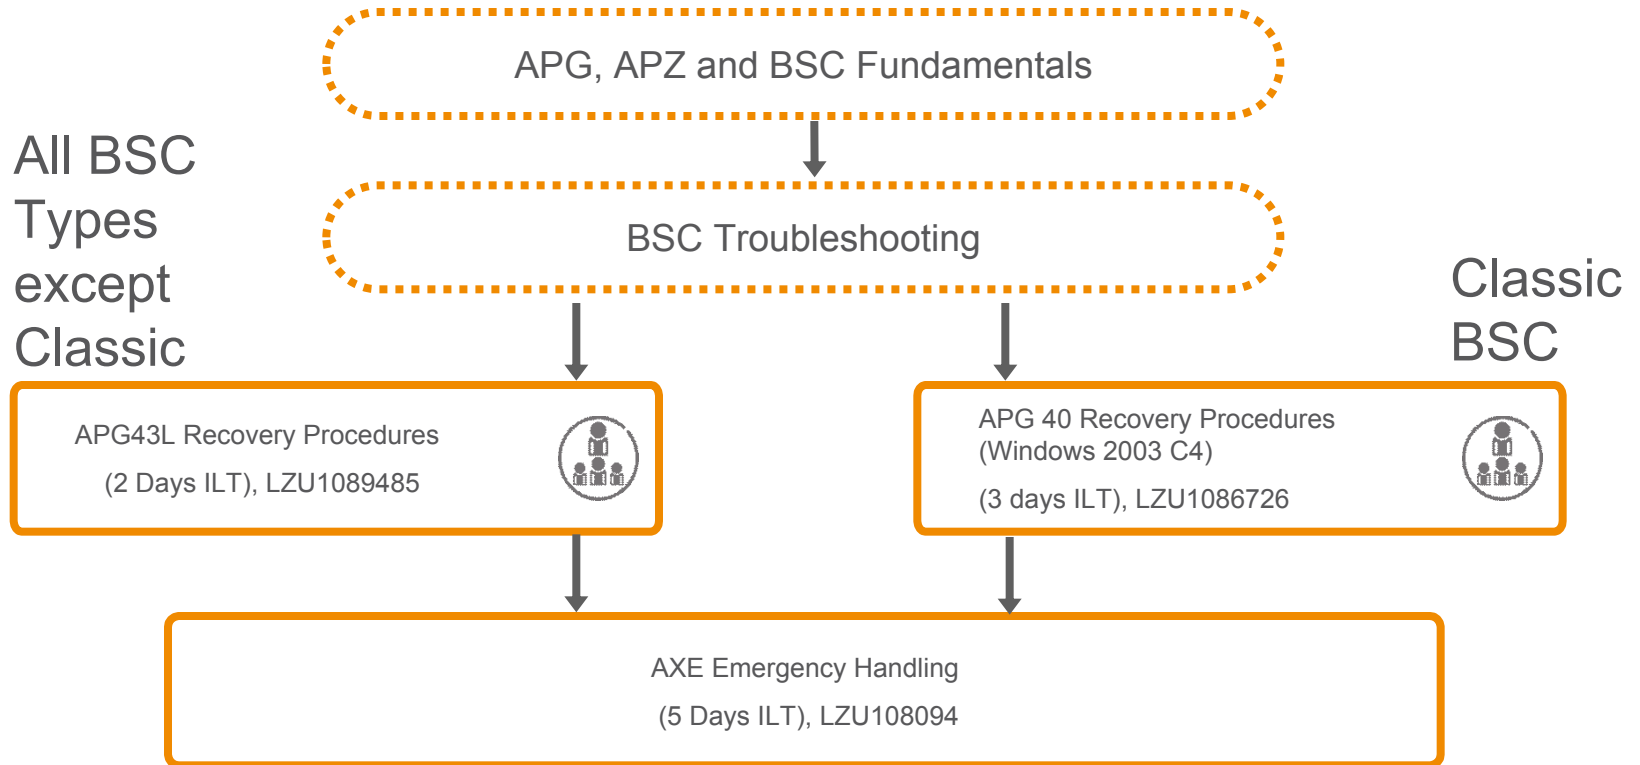 APG, APZ and BSC Fundamentals
All BSC
Types
except
Classic
BSC Troubleshooting
Classic
BSC
APG43L Recovery Procedures
(2 Days ILT), LZU1089485
APG 40 Recovery Procedures
(Windows 2003 C4)
(3 days ILT), LZU1086726
AXE Emergency Handling
(5 Days ILT), LZU108094